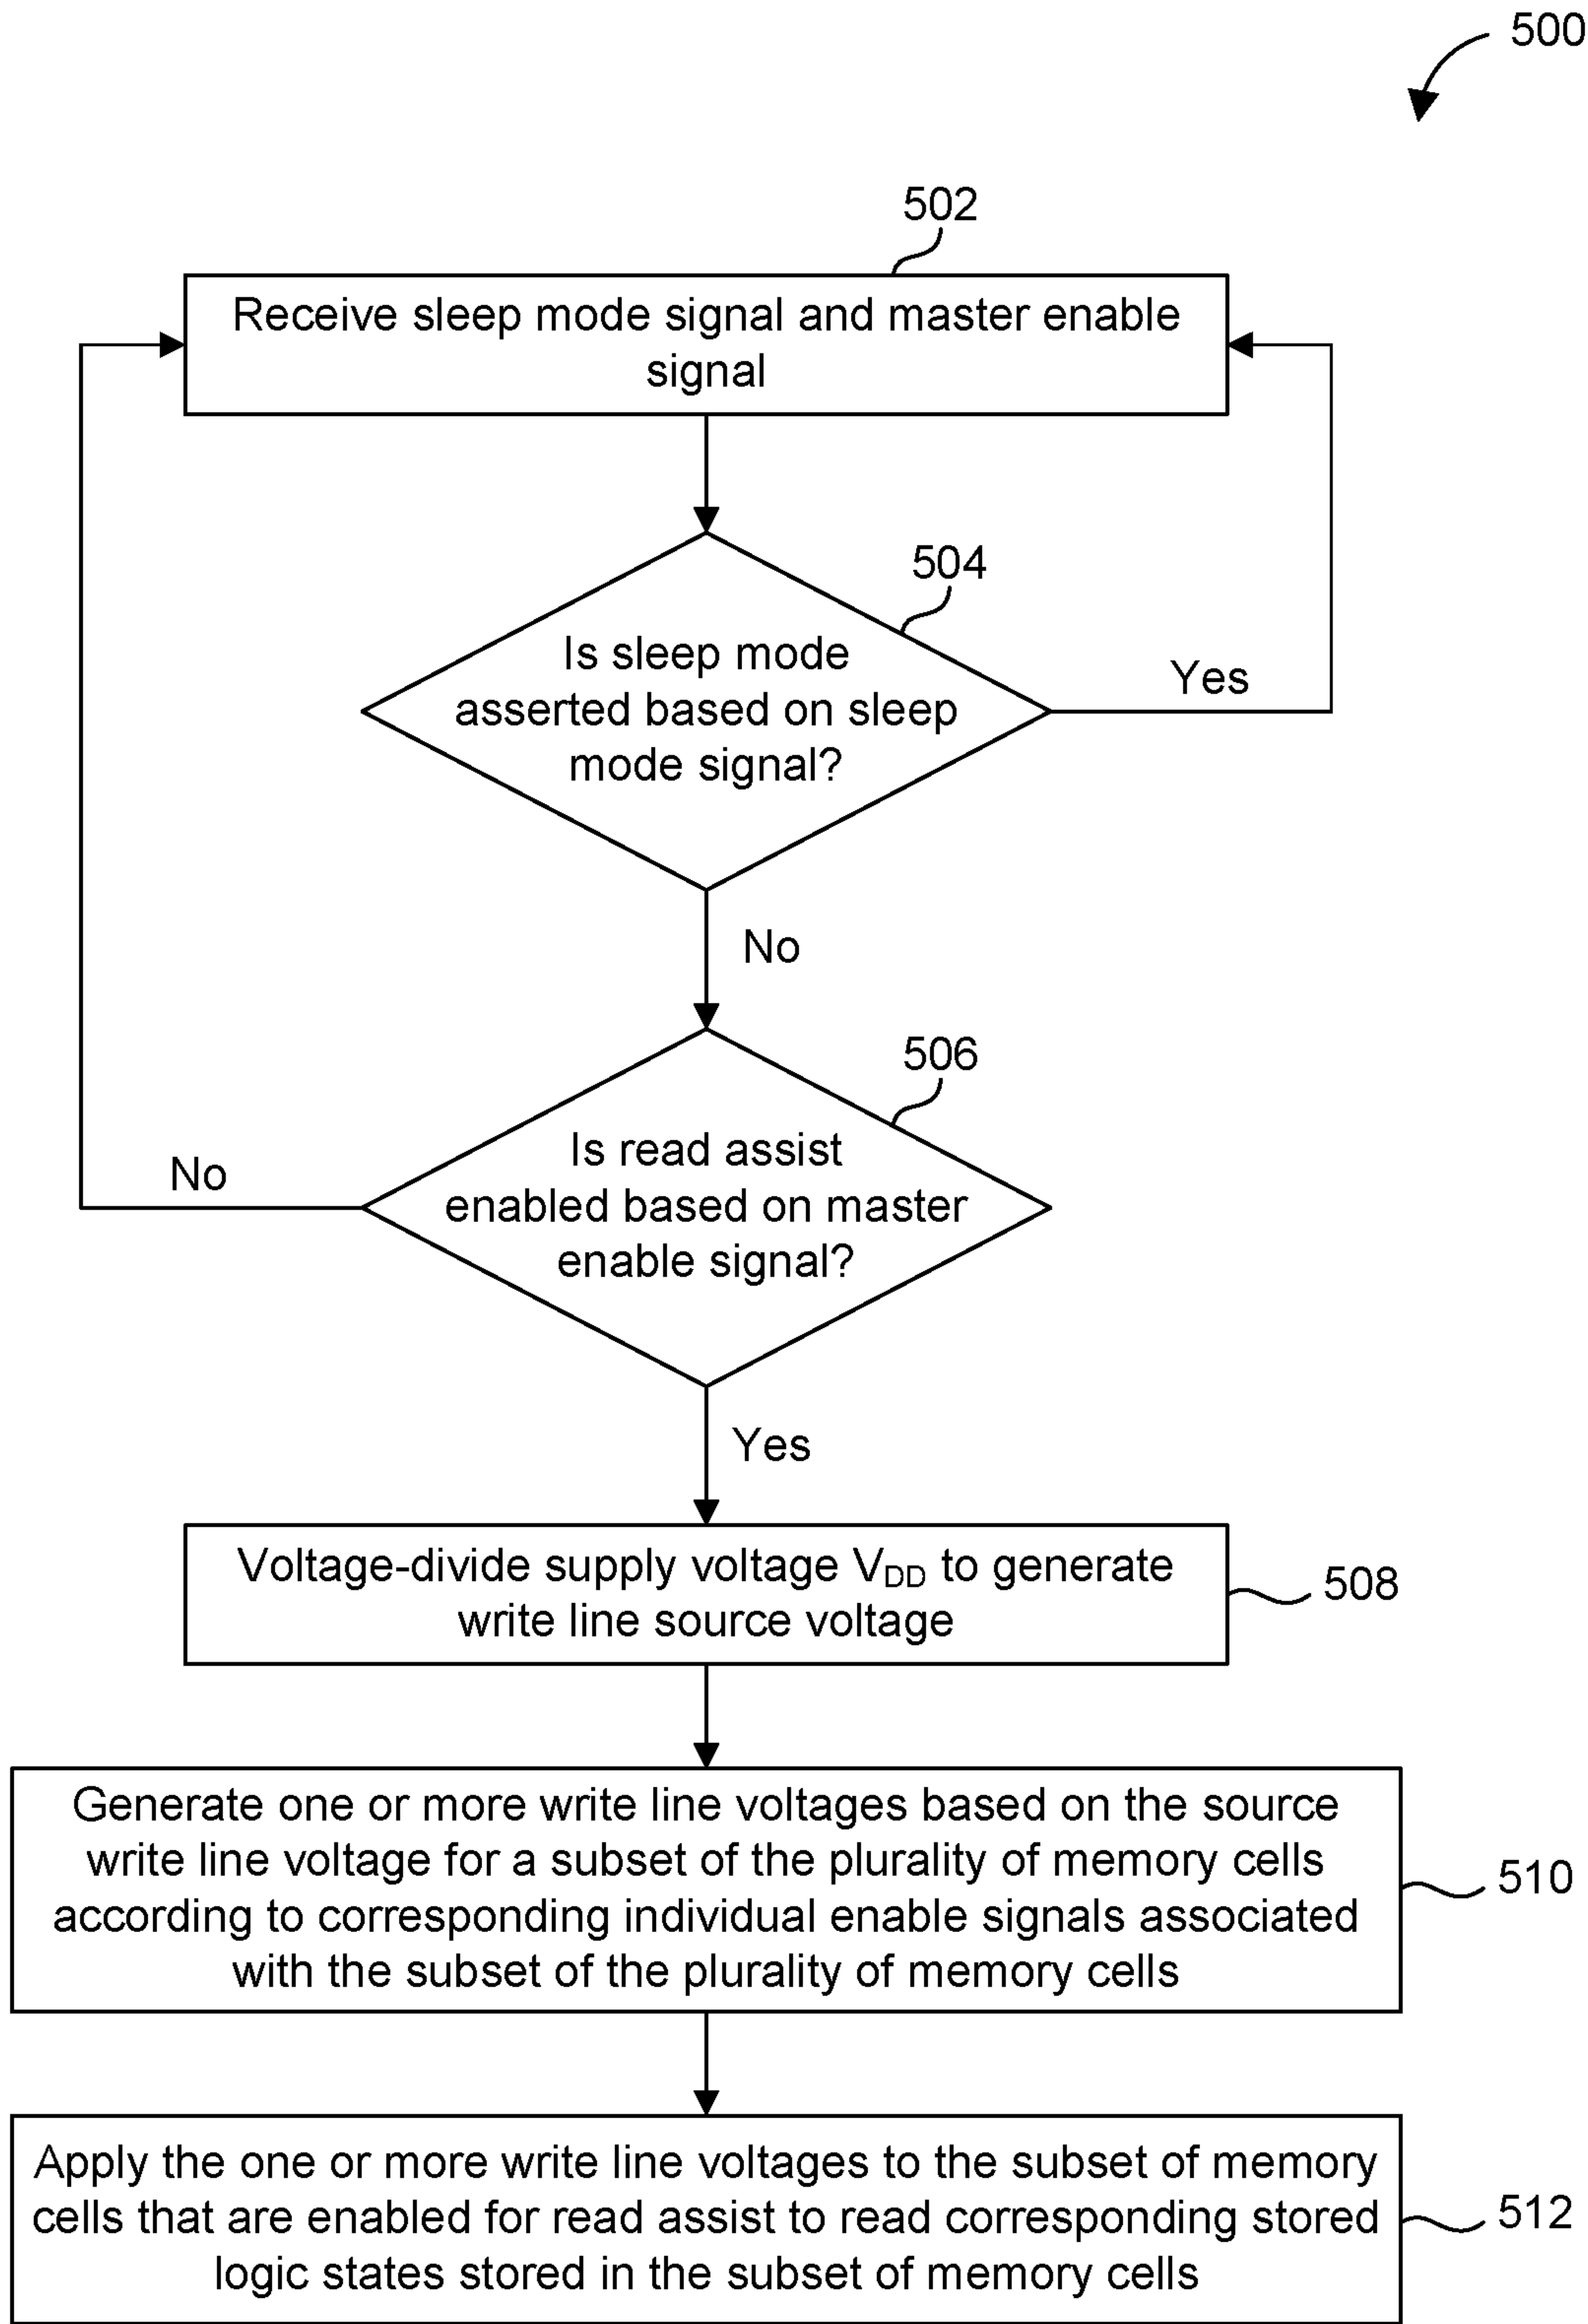 500
502
Receive sleep mode signal and master enable
signal
504
Is sleep mode
asserted based on sleep
mode signal?
Yes
No
506
Is read assist
enabled based on master
enable signal?
No
Yes
Voltage-divide supply voltage VDD to generate
write line source voltage
508
Generate one or more write line voltages based on the source
write line voltage for a subset of the plurality of memory cells
according to corresponding individual enable signals associated
with the subset of the plurality of memory cells
510
Apply the one or more write line voltages to the subset of memory
cells that are enabled for read assist to read corresponding stored
logic states stored in the subset of memory cells
512